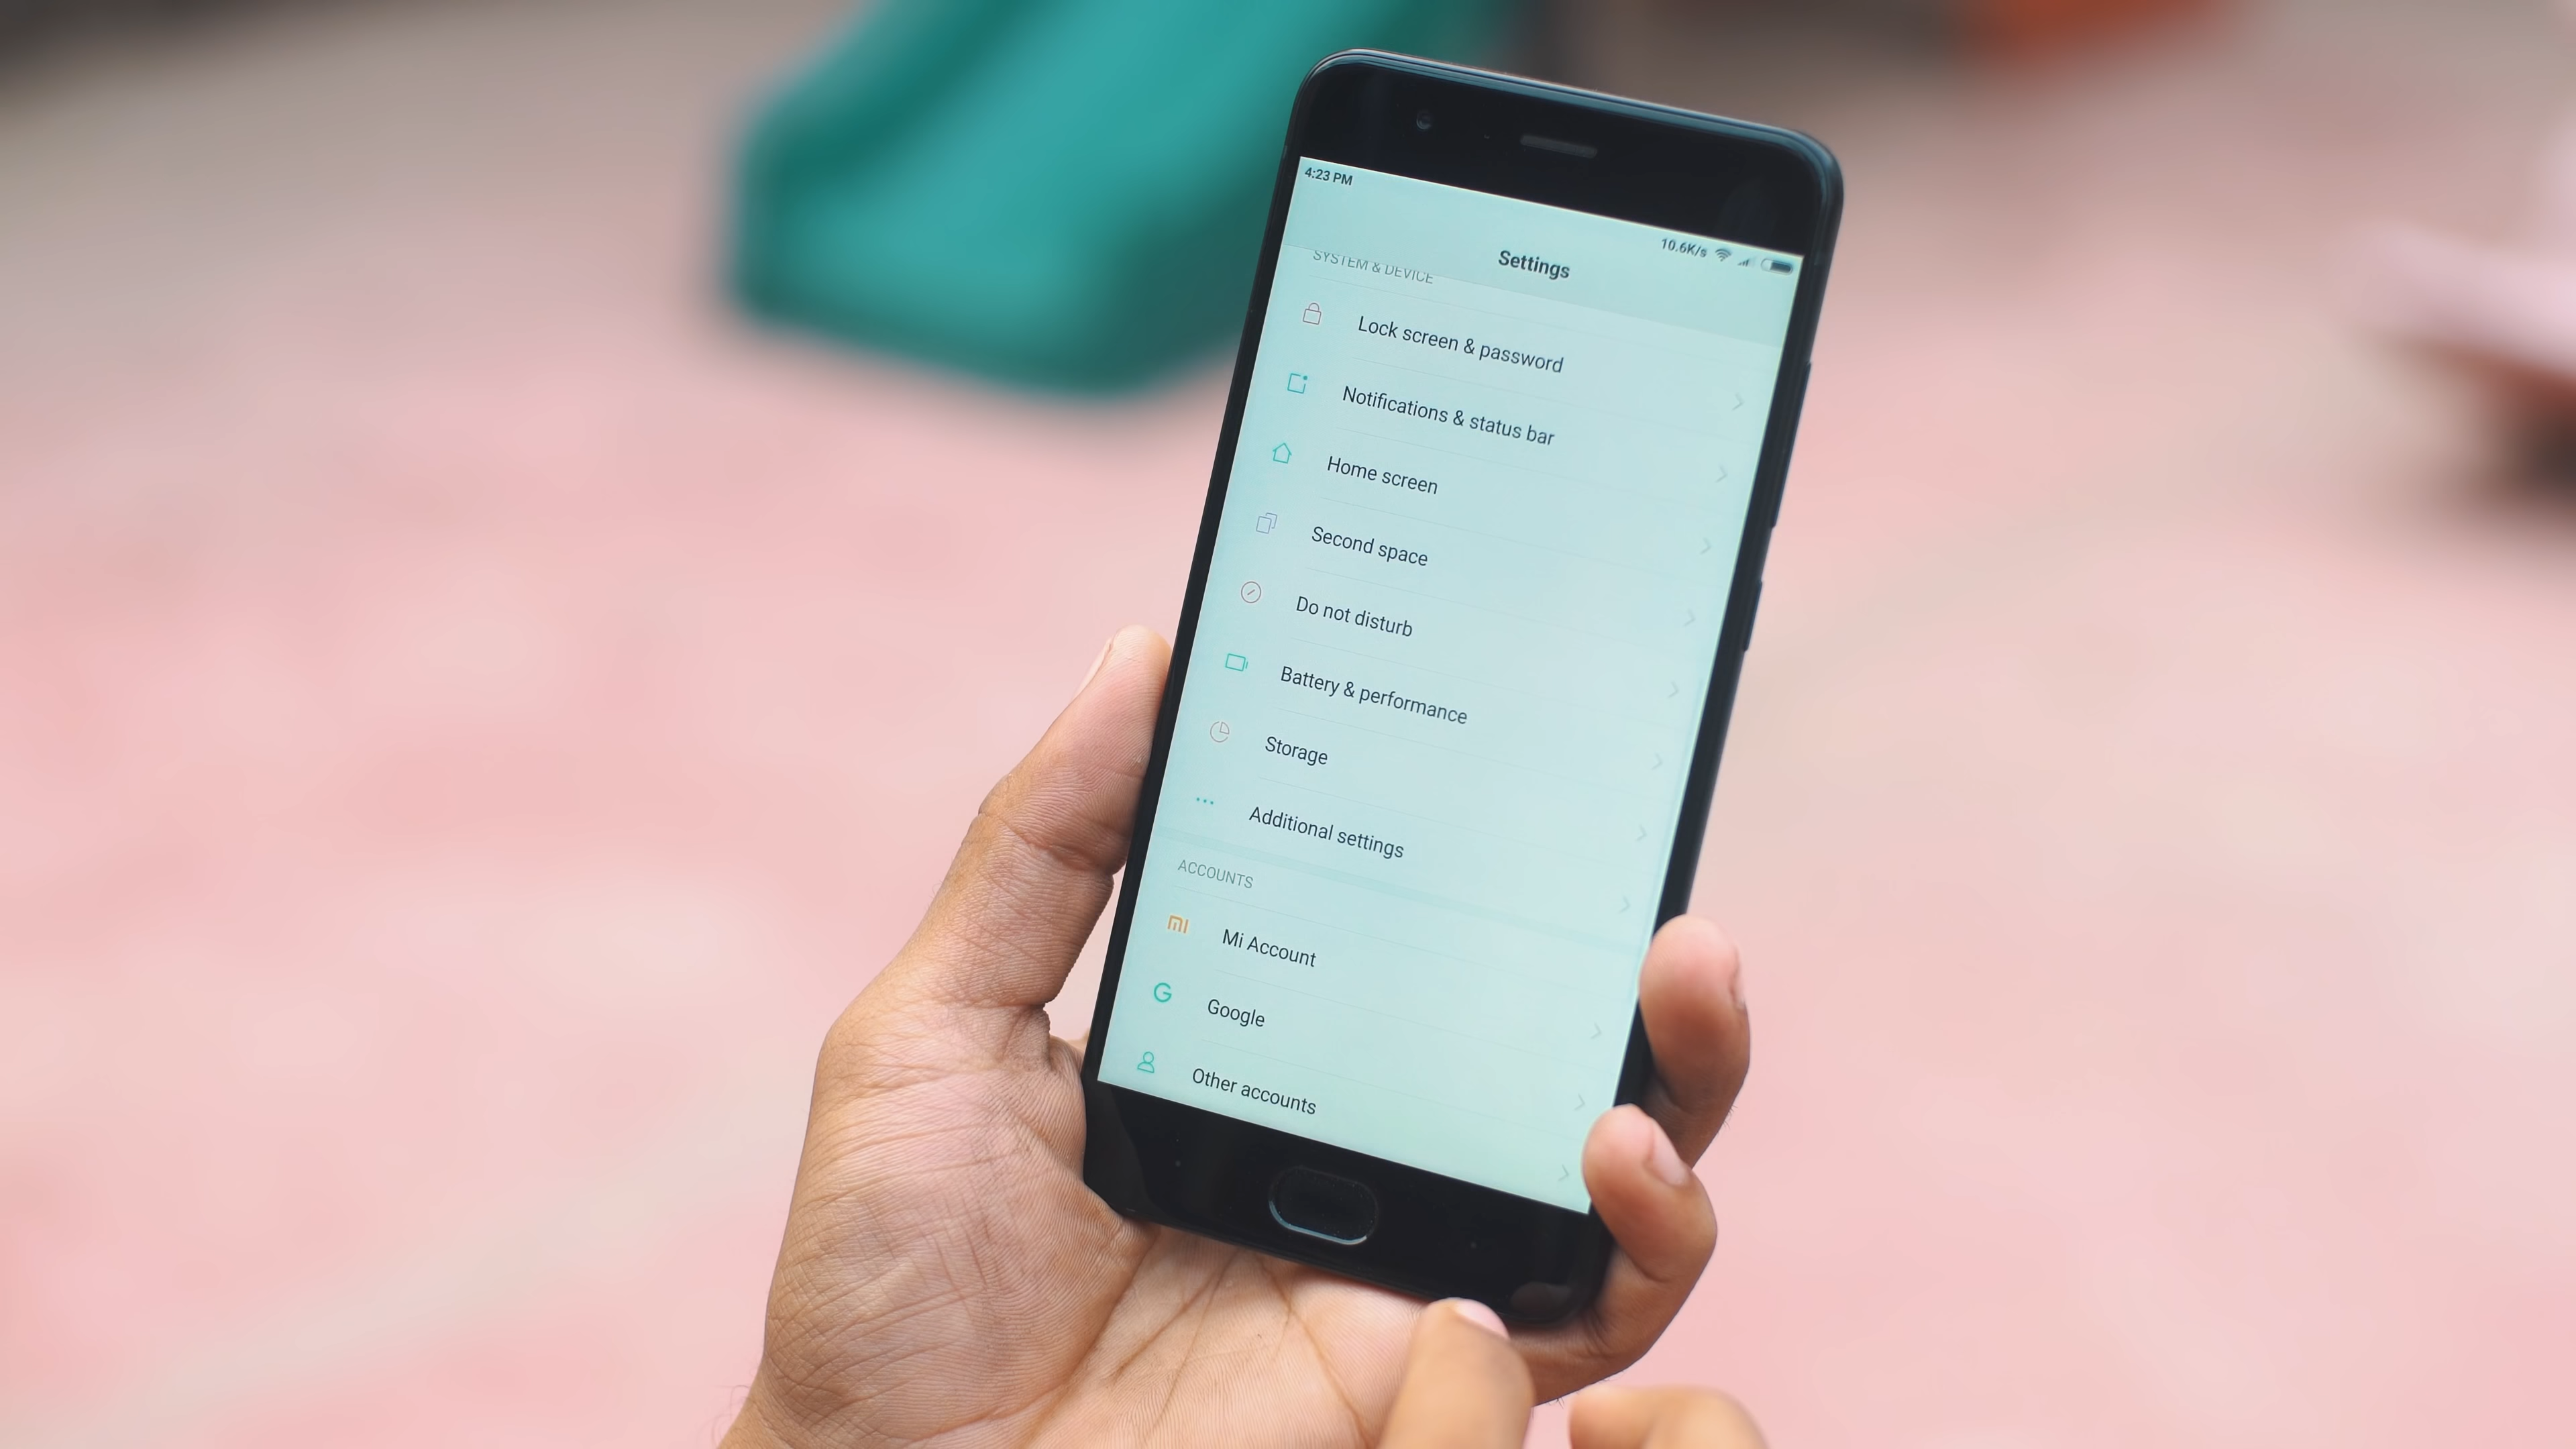 4:23 PM
10.6K/s
Settings
SYSTEM & DEVICE
Lock screen & password
Notifications & status bar
Home screen
Second space
Do not disturb
Battery & performance
Storage
Additional settings
ACCOUNTS
mi Mi Account
G Google
Other accounts